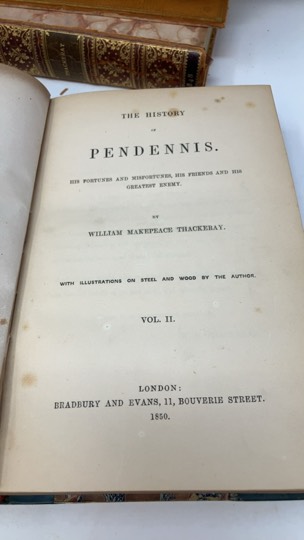 THE HISTORY
OF
PENDENNIS.
HIS FORTUNES AND MISFORTUNES, HIS FRIENDS AND HIS
GREATEST ENEMY.
BY
WILLIAM MAKEPEACE THACKERAY.
WITH ILLUSTRATIONS ON STEEL AND WOOD BY THE AUTHOR.
VOL. II.
LONDON:
BRADBURY AND EVANS, 11, BOUVERIE STREET.
1850.